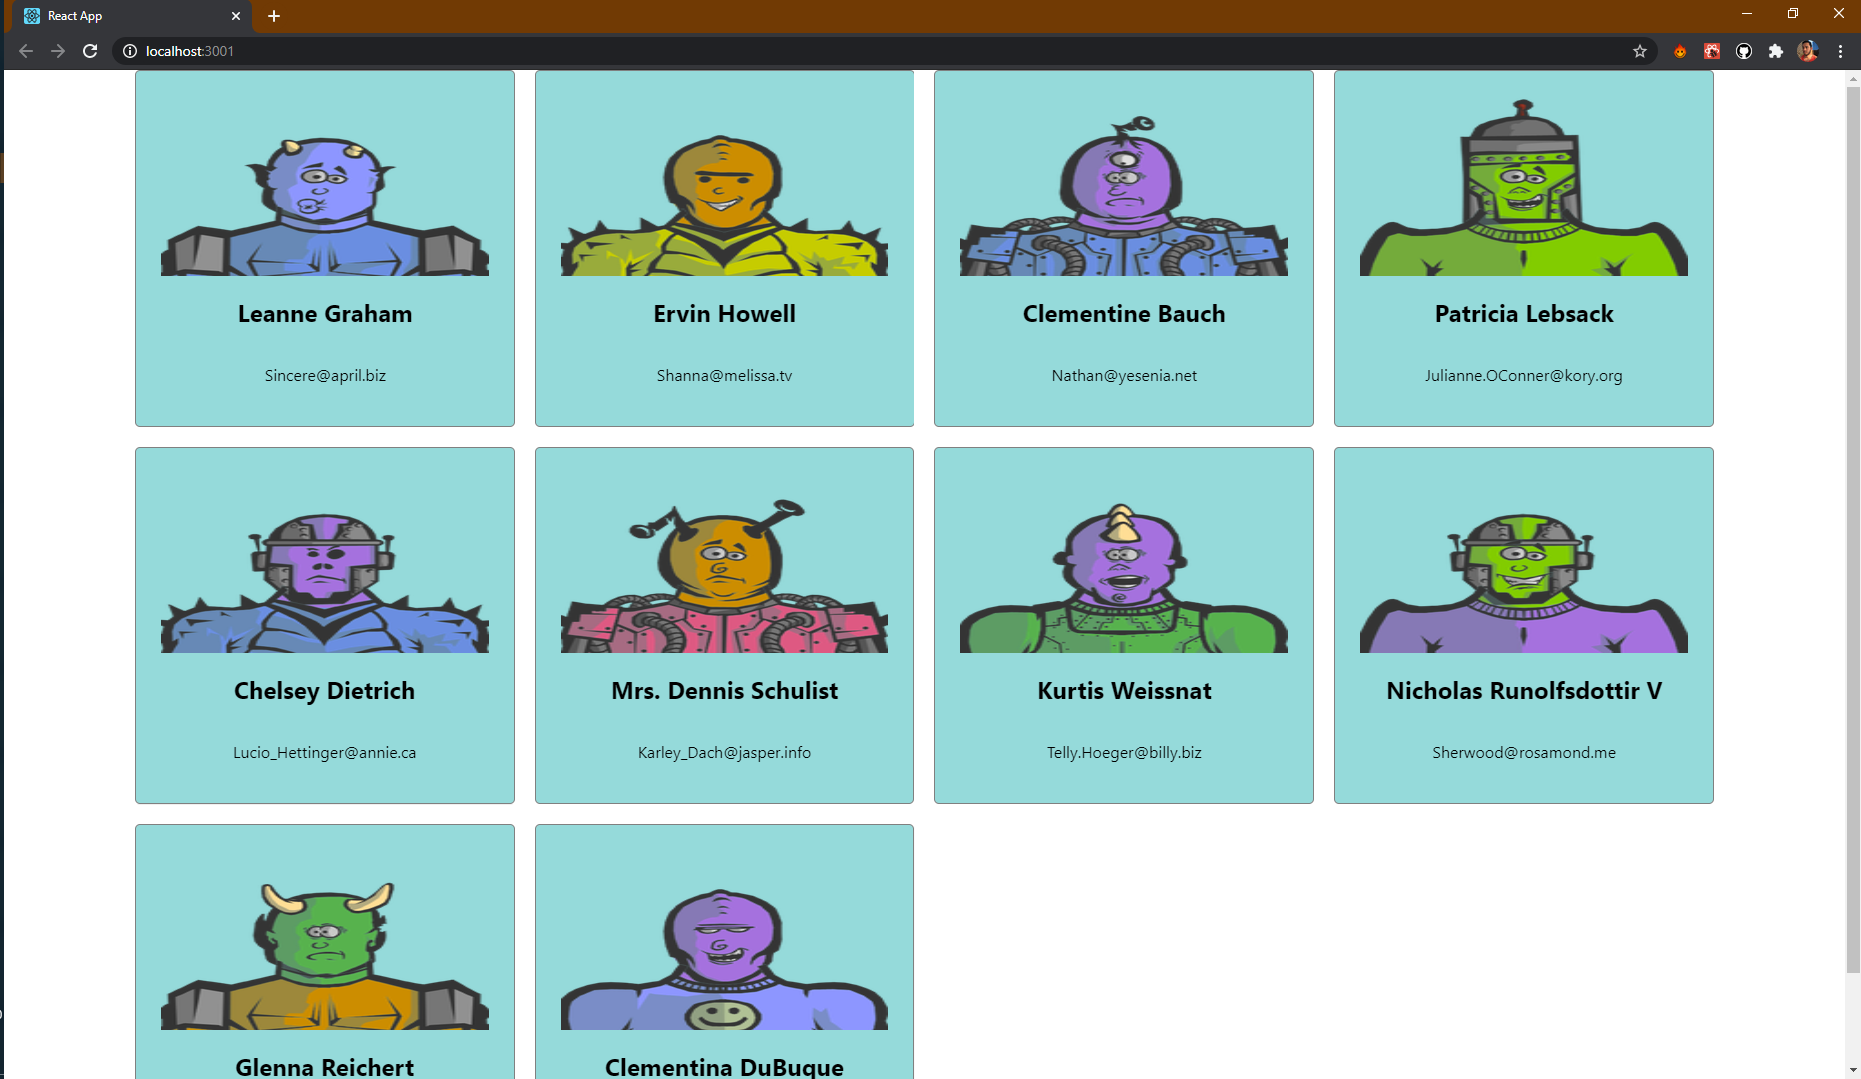 React App
localhost:3001
Leanne Graham
Sincere@april.biz
Ervin Howell
Shanna@melissa.tv
Clementine Bauch
Nathan@yesenia.net
Patricia Lebsack
Julianne.OConner@kory.org
Chelsey Dietrich
Lucio_Hettinger@annie.ca
Mrs. Dennis Schulist
Karley_Dach@jasper.info
Kurtis Weissnat
Telly.Hoeger@billy.biz
Nicholas Runolfsdottir V
Sherwood@rosamond.me
Glenna Reichert
Clementina DuBuque